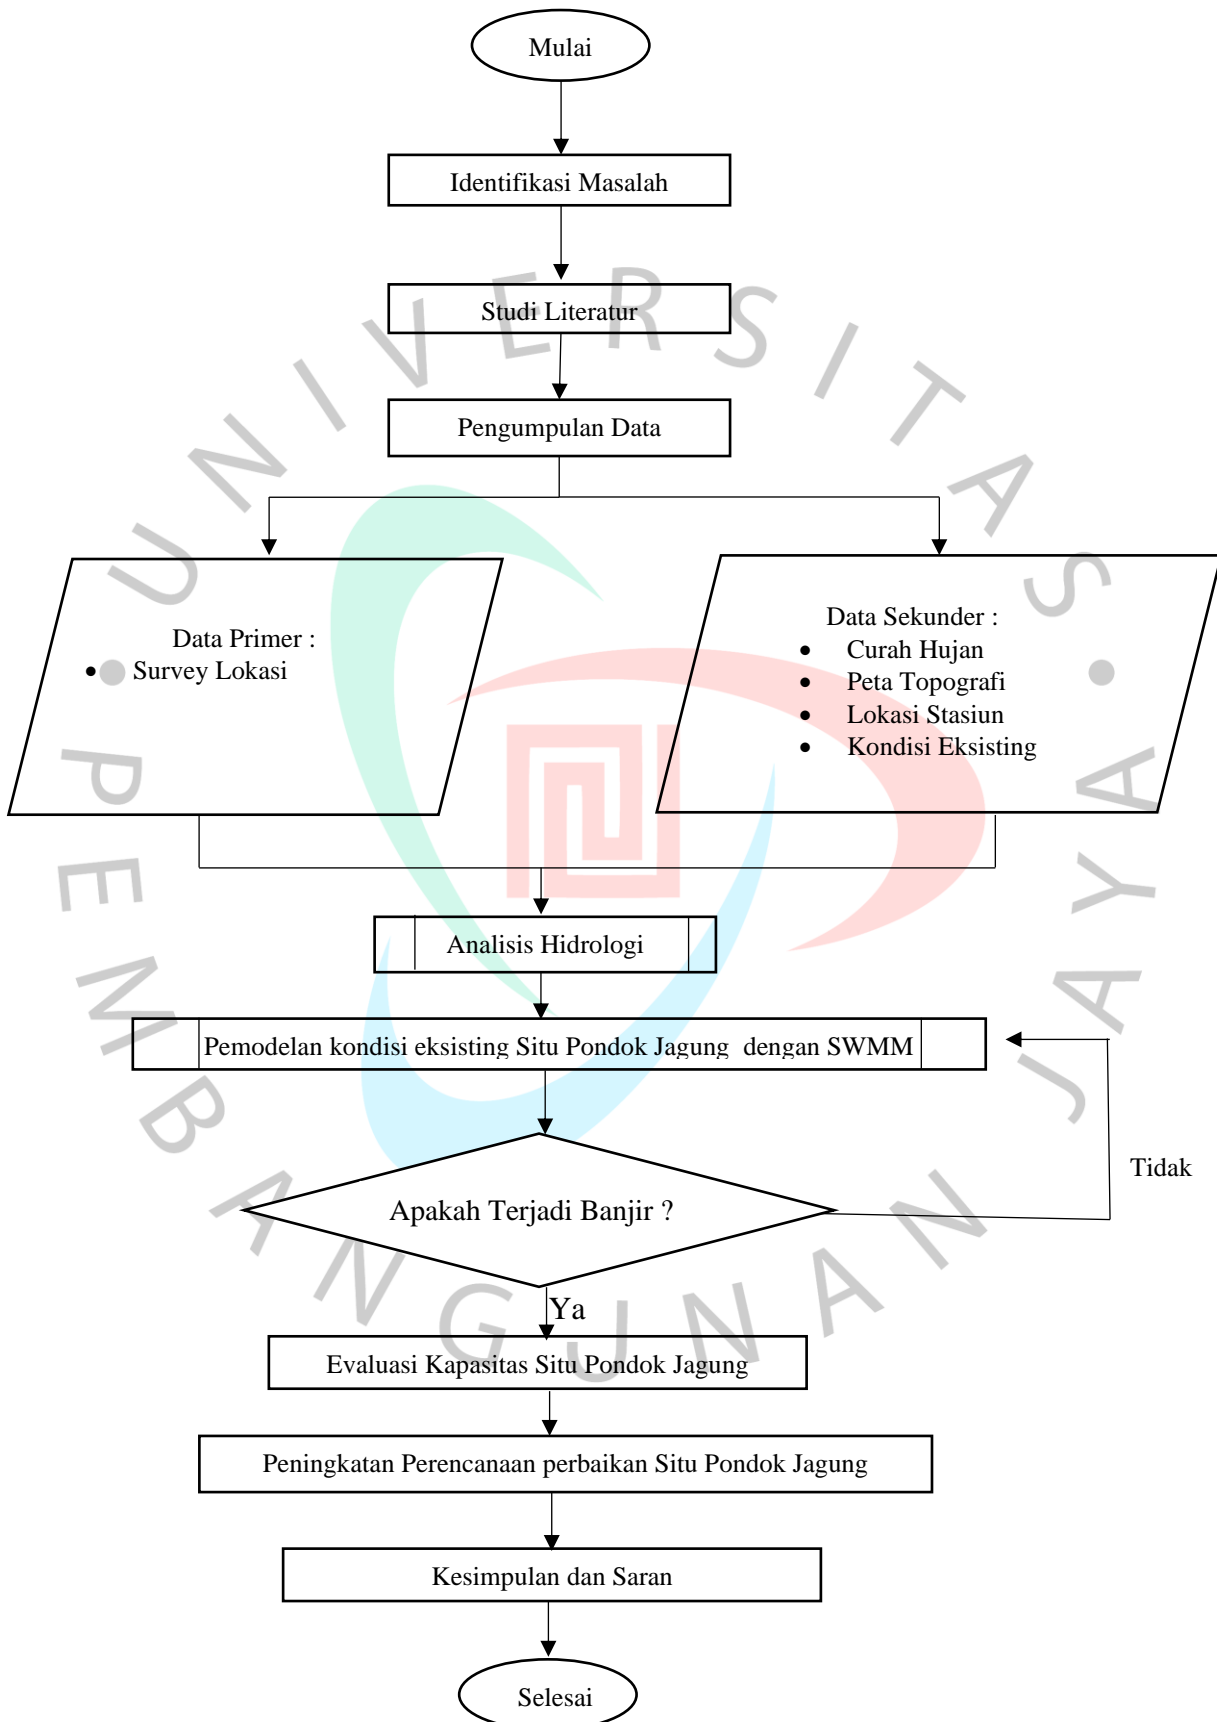 Mulai
Identifikasi Masalah
Studi Literatur
Pengumpulan Data
Data Primer :
• Survey Lokasi
Data Sekunder :
• Curah Hujan
• Peta Topografi
• Lokasi Stasiun
• Kondisi Eksisting
Analisis Hidrologi
Pemodelan kondisi eksisting Situ Pondok Jagung dengan SWMM
Apakah Terjadi Banjir ?
Tidak
Ya
Evaluasi Kapasitas Situ Pondok Jagung
Peningkatan Perencanaan perbaikan Situ Pondok Jagung
Kesimpulan dan Saran
Selesai
UNIVERSITAS • PEMBANGUNAN JAYA •